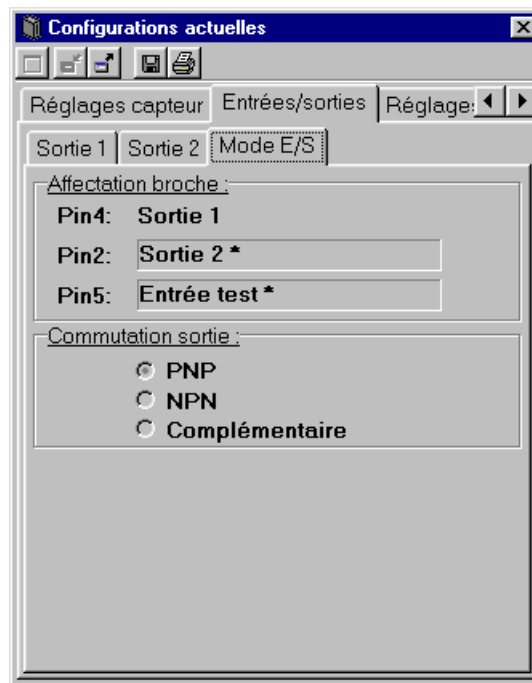 Configurations actuelles
Réglages capteur Entrées/sorties Réglages
Sortie 1 Sortie 2 Mode E/S
Affectation broche :
Pin4: Sortie 1
Pin2: Sortie 2 *
Pin5: Entrée test *
Commutation sortie :
PNP
NPN
Complémentaire